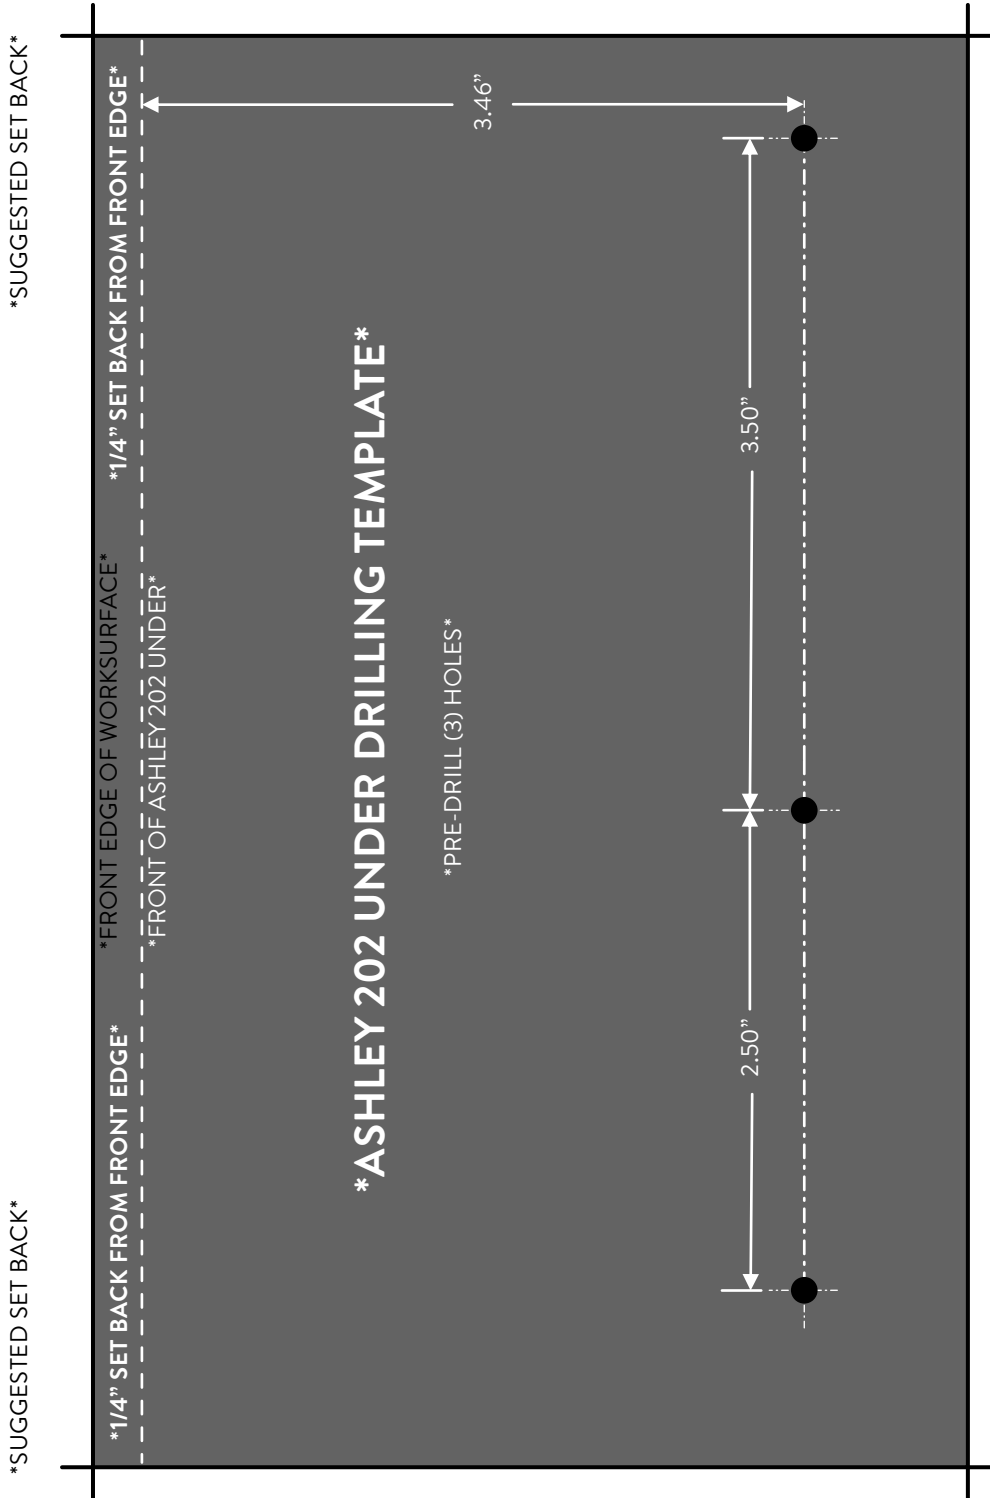 *SUGGESTED SET BACK*
*SUGGESTED SET BACK*
*1/4” SET BACK FROM FRONT EDGE*
*FRONT EDGE OF WORKSURFACE*
*1/4” SET BACK FROM FRONT EDGE*
*FRONT OF ASHLEY 202 UNDER*
*ASHLEY 202 UNDER DRILLING TEMPLATE*
*PRE-DRILL (3) HOLES*
3.46”
2.50”
3.50”